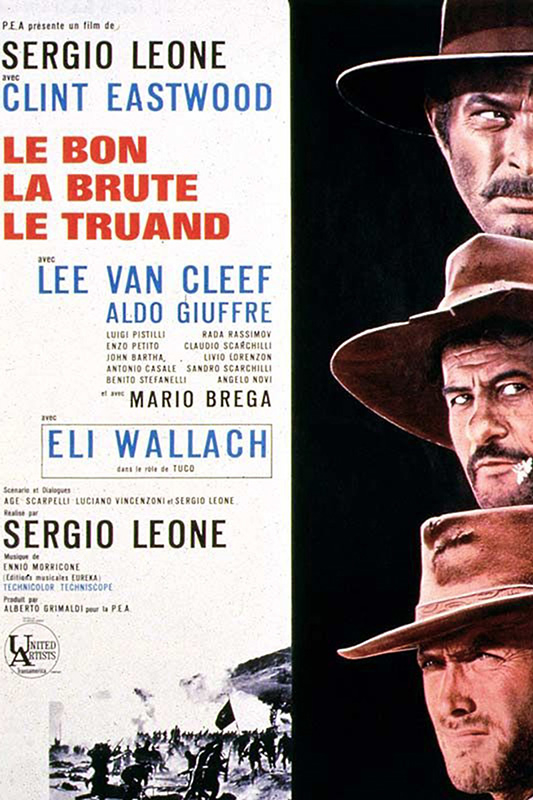 P.E.A présente un film de
SERGIO LEONE
avec
CLINT EASTWOOD
LE BON
LA BRUTE
LE TRUAND
avec
LEE VAN CLEEF
ALDO GIUFFRE
LUIGI PISTILLI RADA RASSIMOV
ENZO PETITO CLAUDIO SCARCHILLI
JOHN BARTHA, LIVIO LORENZON
ANTONIO CASALE SANDRO SCARCHILLI
BENITO STEFANELLI ANGELO NOVI
et avec MARIO BREGA
avec
ELI WALLACH
dans le rôle de TUCO
Scenario et Dialogues
AGE SCARPELLI LUCIANO VINCENZONI et SERGIO LEONE
Réalisé par
SERGIO LEONE
Musique de
ENNIO MORRICONE
(Editions musicales EUREKA)
TECHNICOLOR TECHNISCOPE
Produit par
ALBERTO GRIMALDI pour la P.E.A.
UNITED
ARTISTS
Transamerica